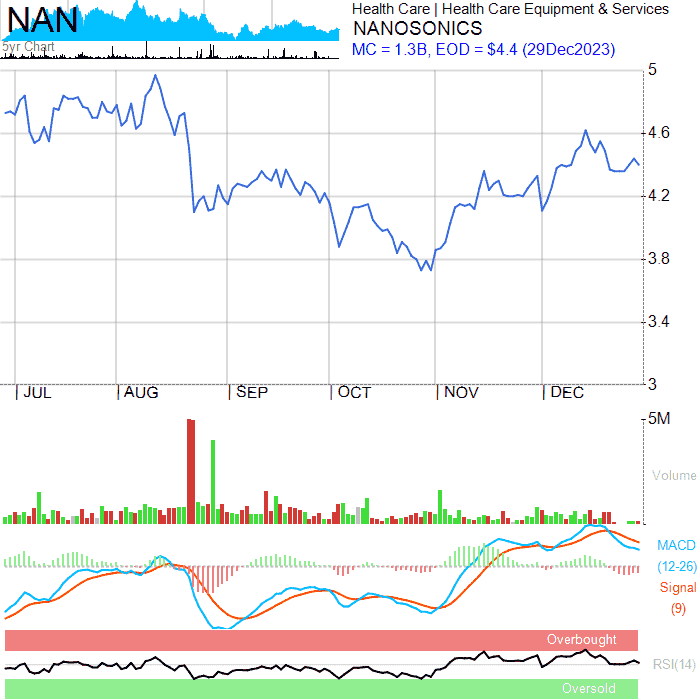 NAN
5yr Chart
Health Care | Health Care Equipment & Services
NANOSONICS
MC = 1.3B, EOD = $4.4 (29Dec2023)
5
4.6
4.2
3.8
3.4
3
| JUL | AUG | SEP | OCT | NOV | DEC
5M
Volume
MACD
(12-26)
Signal
(9)
Overbought
RSI(14)
Oversold